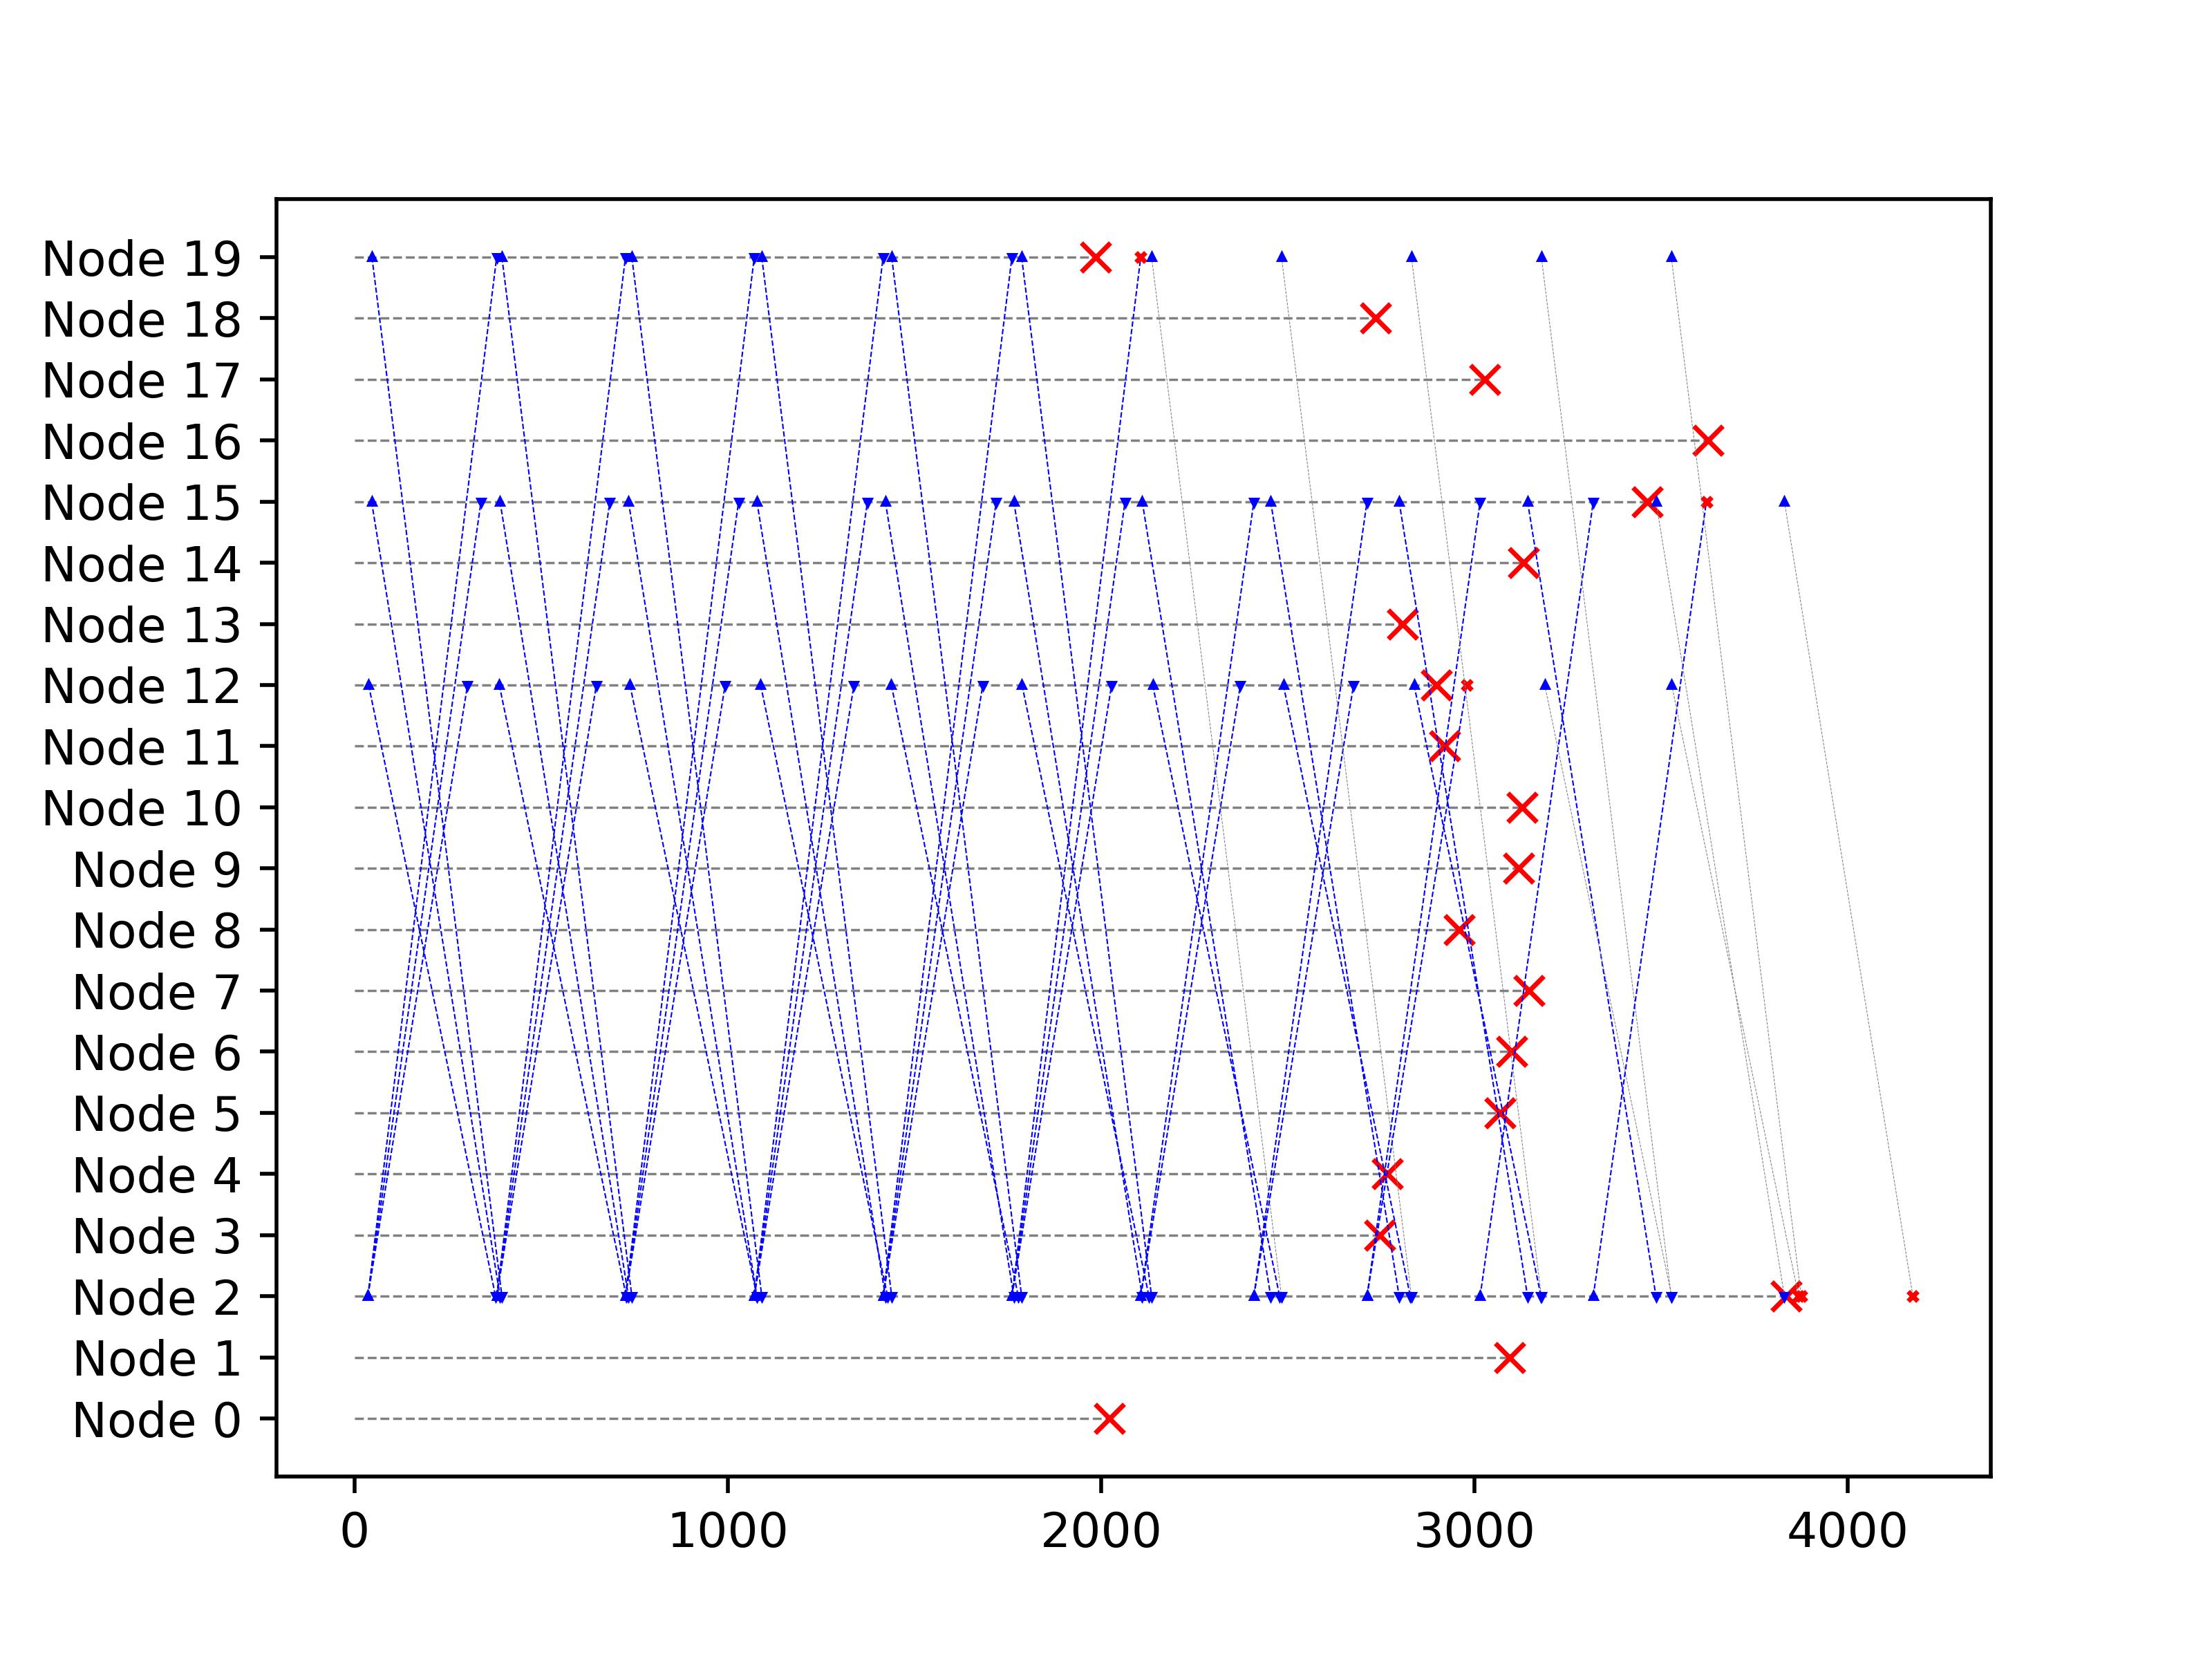 Node 19
Node 18
Node 17
Node 16
Node 15
Node 14
Node 13
Node 12
Node 11
Node 10
Node 9
Node 8
Node 7
Node 6
Node 5
Node 4
Node 3
Node 2
Node 1
Node 0
0 1000 2000 3000 4000